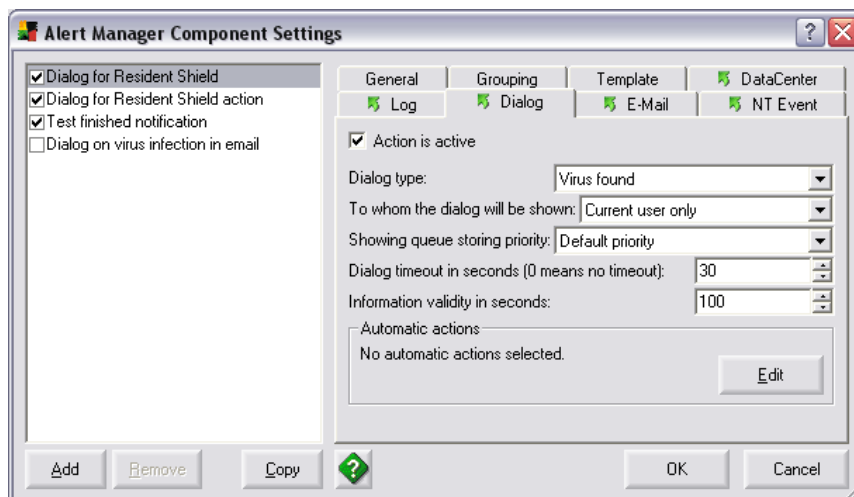 Alert Manager Component Settings
Dialog for Resident Shield
Dialog for Resident Shield action
Test finished notification
Dialog on virus infection in email
General Grouping Template DataCenter
Log Dialog E-Mail NT Event
Action is active
Dialog type: Virus found
To whom the dialog will be shown: Current user only
Showing queue storing priority: Default priority
Dialog timeout in seconds (0 means no timeout): 30
Information validity in seconds: 100
Automatic actions
No automatic actions selected.
Edit
Add Remove Copy ? OK Cancel